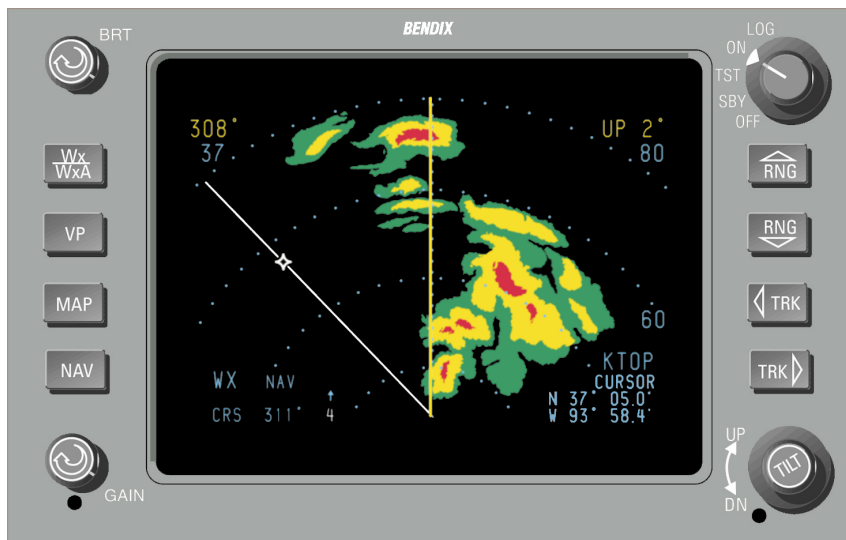 BENDIX
BRT
LOG
ON
TST
SBY
OFF
308°
37
UP 2°
80
Wx
WxA
RNG
VP
RNG
MAP
TRK
60
NAV
TRK
KTOP
WX NAV
CURSOR
N 37° 05.0'
CRS 311° 4
W 93° 58.4'
GAIN
UP
TILT
DN